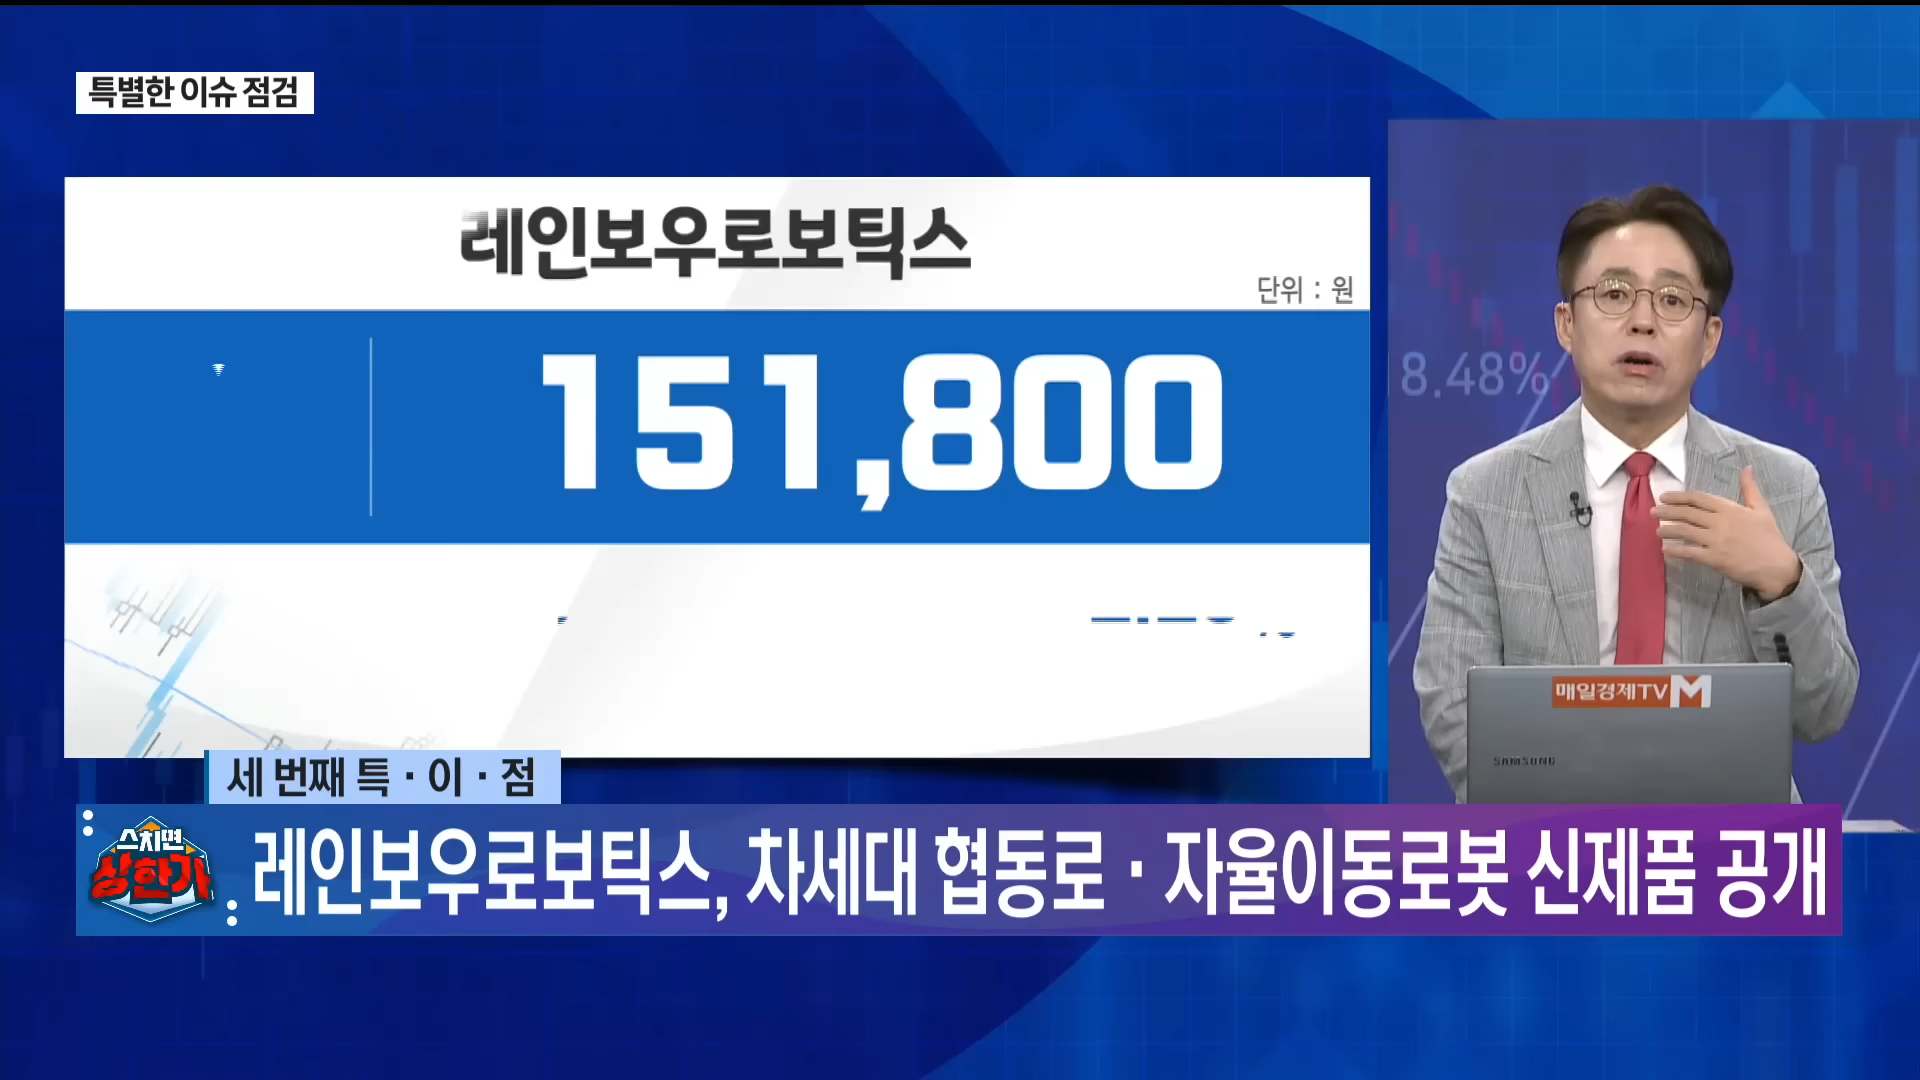 특별한 이슈 점검
레인보우로보틱스
단위 : 원
151,800
18.48%
매일경제TV M
SAMSUNG
세 번째 특·이·점
스치면
상한가
레인보우로보틱스, 차세대 협동로·자율이동로봇 신제품 공개